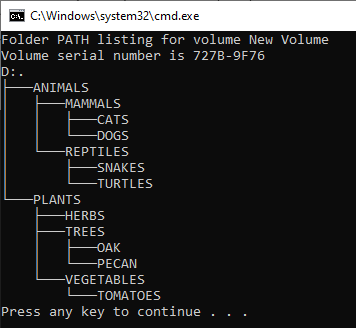 C:\Windows\system32\cmd.exe
Folder PATH listing for volume New Volume
Volume serial number is 727B-9F76
D:.
├───ANIMALS
│   ├───MAMMALS
│   │   ├───CATS
│   │   └───DOGS
│   └───REPTILES
│       ├───SNAKES
│       └───TURTLES
└───PLANTS
    ├───HERBS
    ├───TREES
    │   ├───OAK
    │   └───PECAN
    └───VEGETABLES
        └───TOMATOES
Press any key to continue . . .